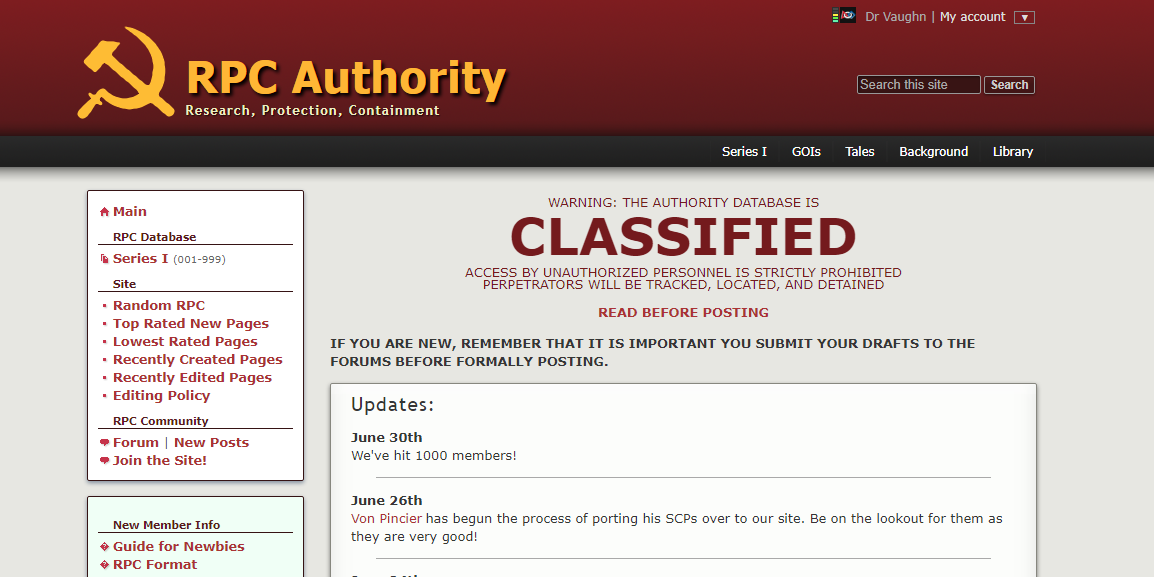 Dr Vaughn | My account ▼
RPC Authority
Research, Protection, Containment
Search this site Search
Series I GOIs Tales Background Library
Main
RPC Database
Series I (001-999)
Site
Random RPC
Top Rated New Pages
Lowest Rated Pages
Recently Created Pages
Recently Edited Pages
Editing Policy
RPC Community
Forum | New Posts
Join the Site!
New Member Info
Guide for Newbies
RPC Format
WARNING: THE AUTHORITY DATABASE IS
CLASSIFIED
ACCESS BY UNAUTHORIZED PERSONNEL IS STRICTLY PROHIBITED
PERPETRATORS WILL BE TRACKED, LOCATED, AND DETAINED
READ BEFORE POSTING
IF YOU ARE NEW, REMEMBER THAT IT IS IMPORTANT YOU SUBMIT YOUR DRAFTS TO THE
FORUMS BEFORE FORMALLY POSTING.
Updates:
June 30th
We've hit 1000 members!
June 26th
Von Pincier has begun the process of porting his SCPs over to our site. Be on the lookout for them as
they are very good!